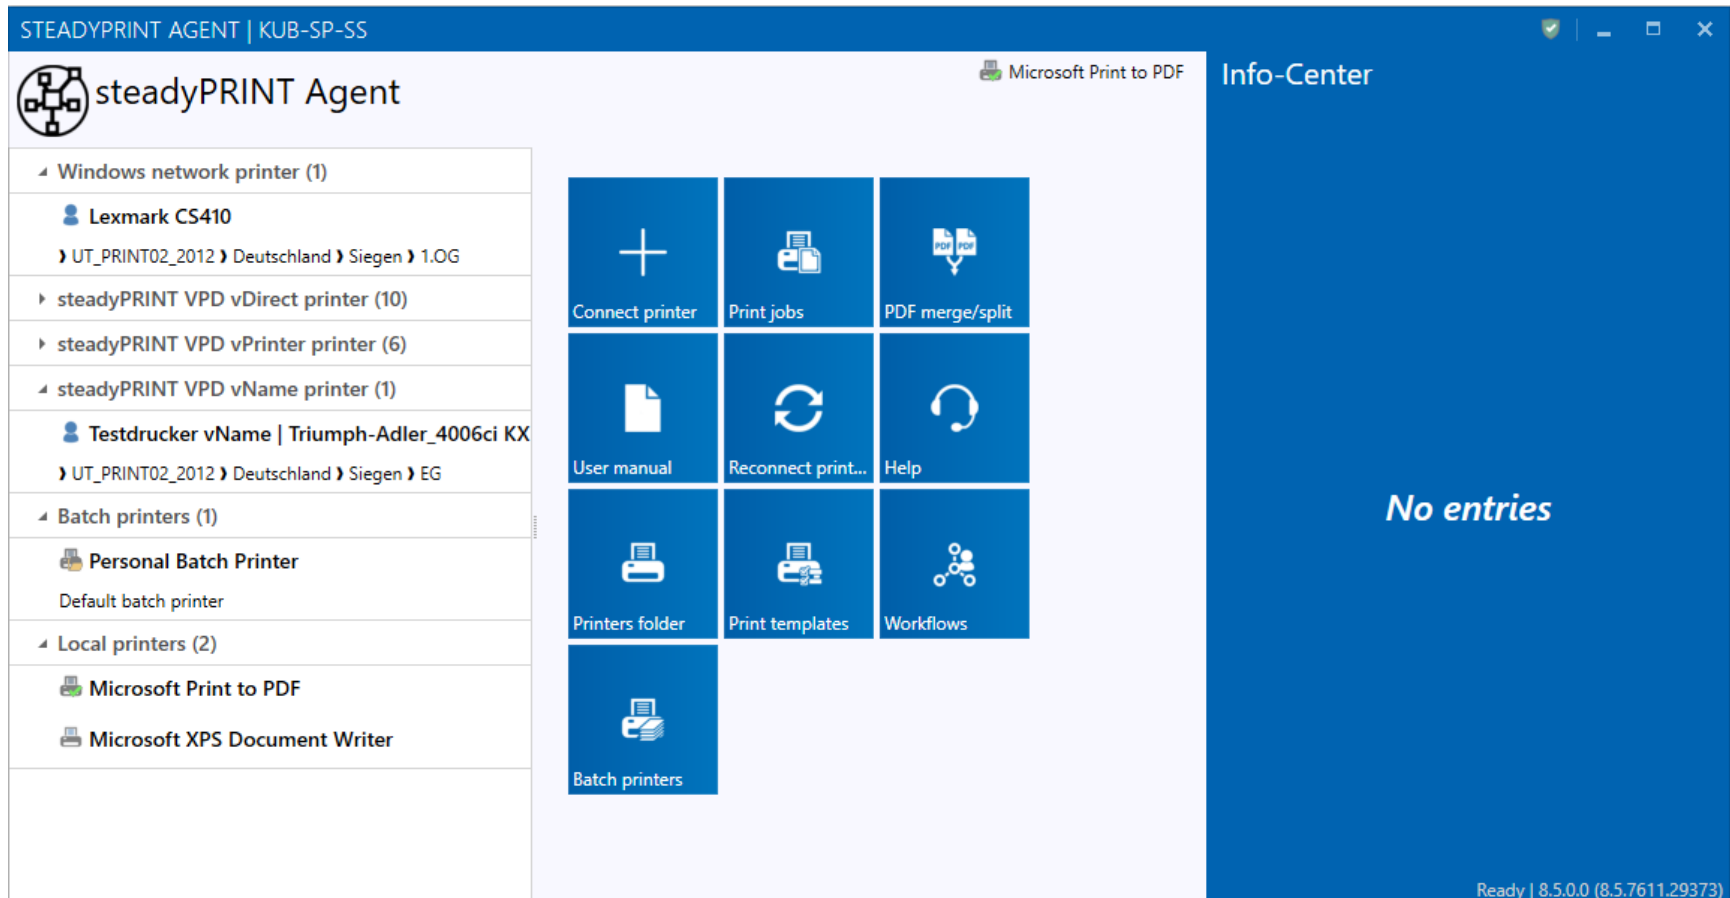 STEADYPRINT AGENT | KUB-SP-SS
steadyPRINT Agent
Microsoft Print to PDF
Info-Center
Windows network printer (1)
Lexmark CS410
❱ UT_PRINT02_2012 ❱ Deutschland ❱ Siegen ❱ 1.OG
steadyPRINT VPD vDirect printer (10)
steadyPRINT VPD vPrinter printer (6)
steadyPRINT VPD vName printer (1)
Testdrucker vName | Triumph-Adler_4006ci KX
❱ UT_PRINT02_2012 ❱ Deutschland ❱ Siegen ❱ EG
Batch printers (1)
Personal Batch Printer
Default batch printer
Local printers (2)
Microsoft Print to PDF
Microsoft XPS Document Writer
Connect printer
Print jobs
PDF PDF
PDF merge/split
User manual
Reconnect print...
Help
Printers folder
Print templates
Workflows
Batch printers
No entries
Ready | 8.5.0.0 (8.5.7611.29373)